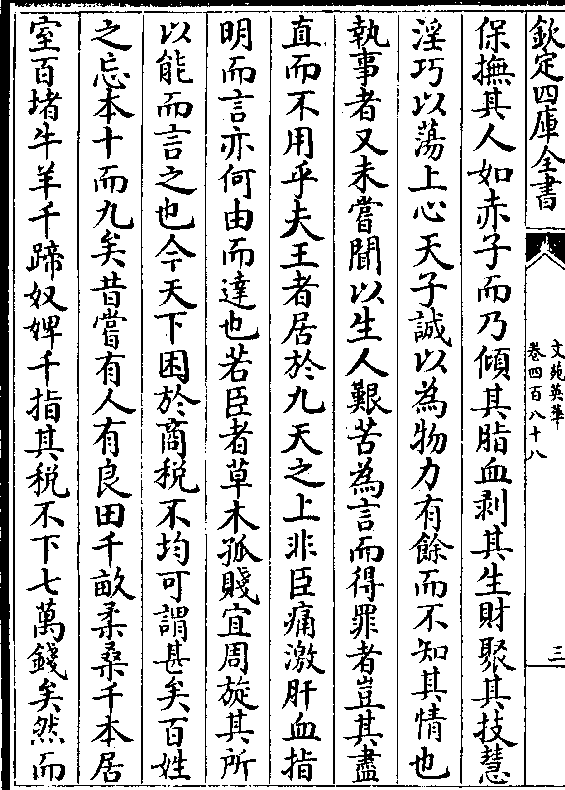 欽定四庫全書
文苑英華
卷四百八十八
三
保撫其人如赤子而乃傾其脂血剥其生財聚其技慧
淫巧以蕩上心天子誠以為物力有餘而不知其情也
執事者又未嘗聞以生人艱苦為言而得罪者豈其盡
直而不用乎夫王者居於九天之上非臣痛激肝血指
明而言亦何由而達也若臣者草木孤賤宜周旋其所
以能而言之也今天下困於商税不均可謂甚矣百姓
之忘本十而九矣昔嘗有人有良田千畝柔桑千本居
室百堵牛羊千蹄奴婢千指其税不下七萬錢矣然而